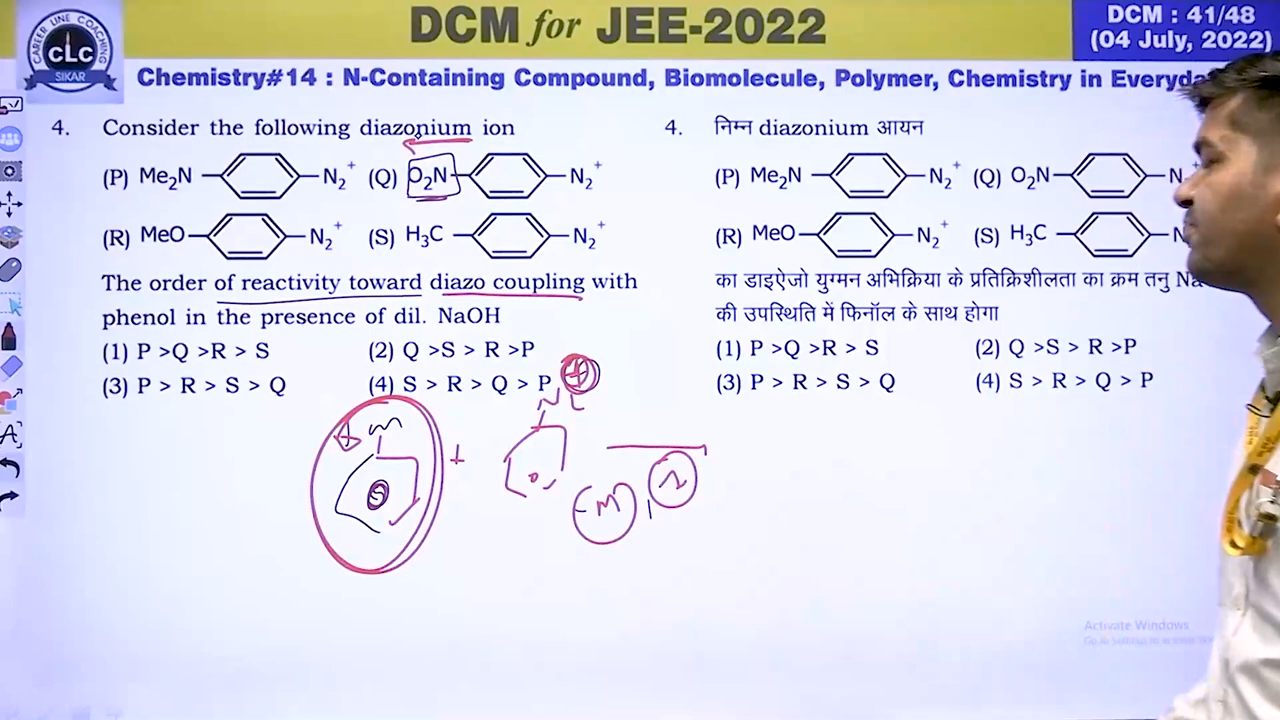 DCM for JEE-2022
DCM : 41/48
(04 July, 2022)
CAREER LINE COACHING
CLC
SIKAR
Chemistry#14 : N-Containing Compound, Biomolecule, Polymer, Chemistry in Everyda
4. Consider the following diazonium ion
(P) Me₂N N₂⁺ (Q) O₂N N₂⁺
(R) MeO N₂⁺ (S) H₃C N₂⁺
The order of reactivity toward diazo coupling with
phenol in the presence of dil. NaOH
(1) P >Q >R > S (2) Q >S > R >P
(3) P > R > S > Q (4) S > R > Q > P
4. निम्न diazonium आयन
(P) Me₂N N₂⁺ (Q) O₂N N
(R) MeO N₂⁺ (S) H₃C N
का डाइऐजो युग्मन अभिक्रिया के प्रतिक्रिशीलता का क्रम तनु Na
की उपस्थिति में फिनॉल के साथ होगा
(1) P >Q >R > S (2) Q >S > R >P
(3) P > R > S > Q (4) S > R > Q > P
+
-M
Activate Windows